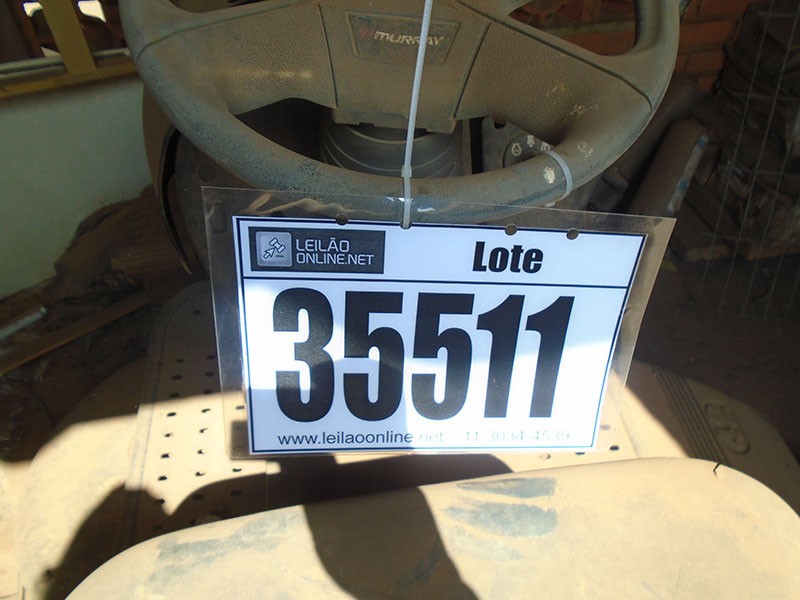 MURRAY
LEILÃO
ONLINE.NET
Lote
35511
www.leilaoonline.net 11 3034-4539